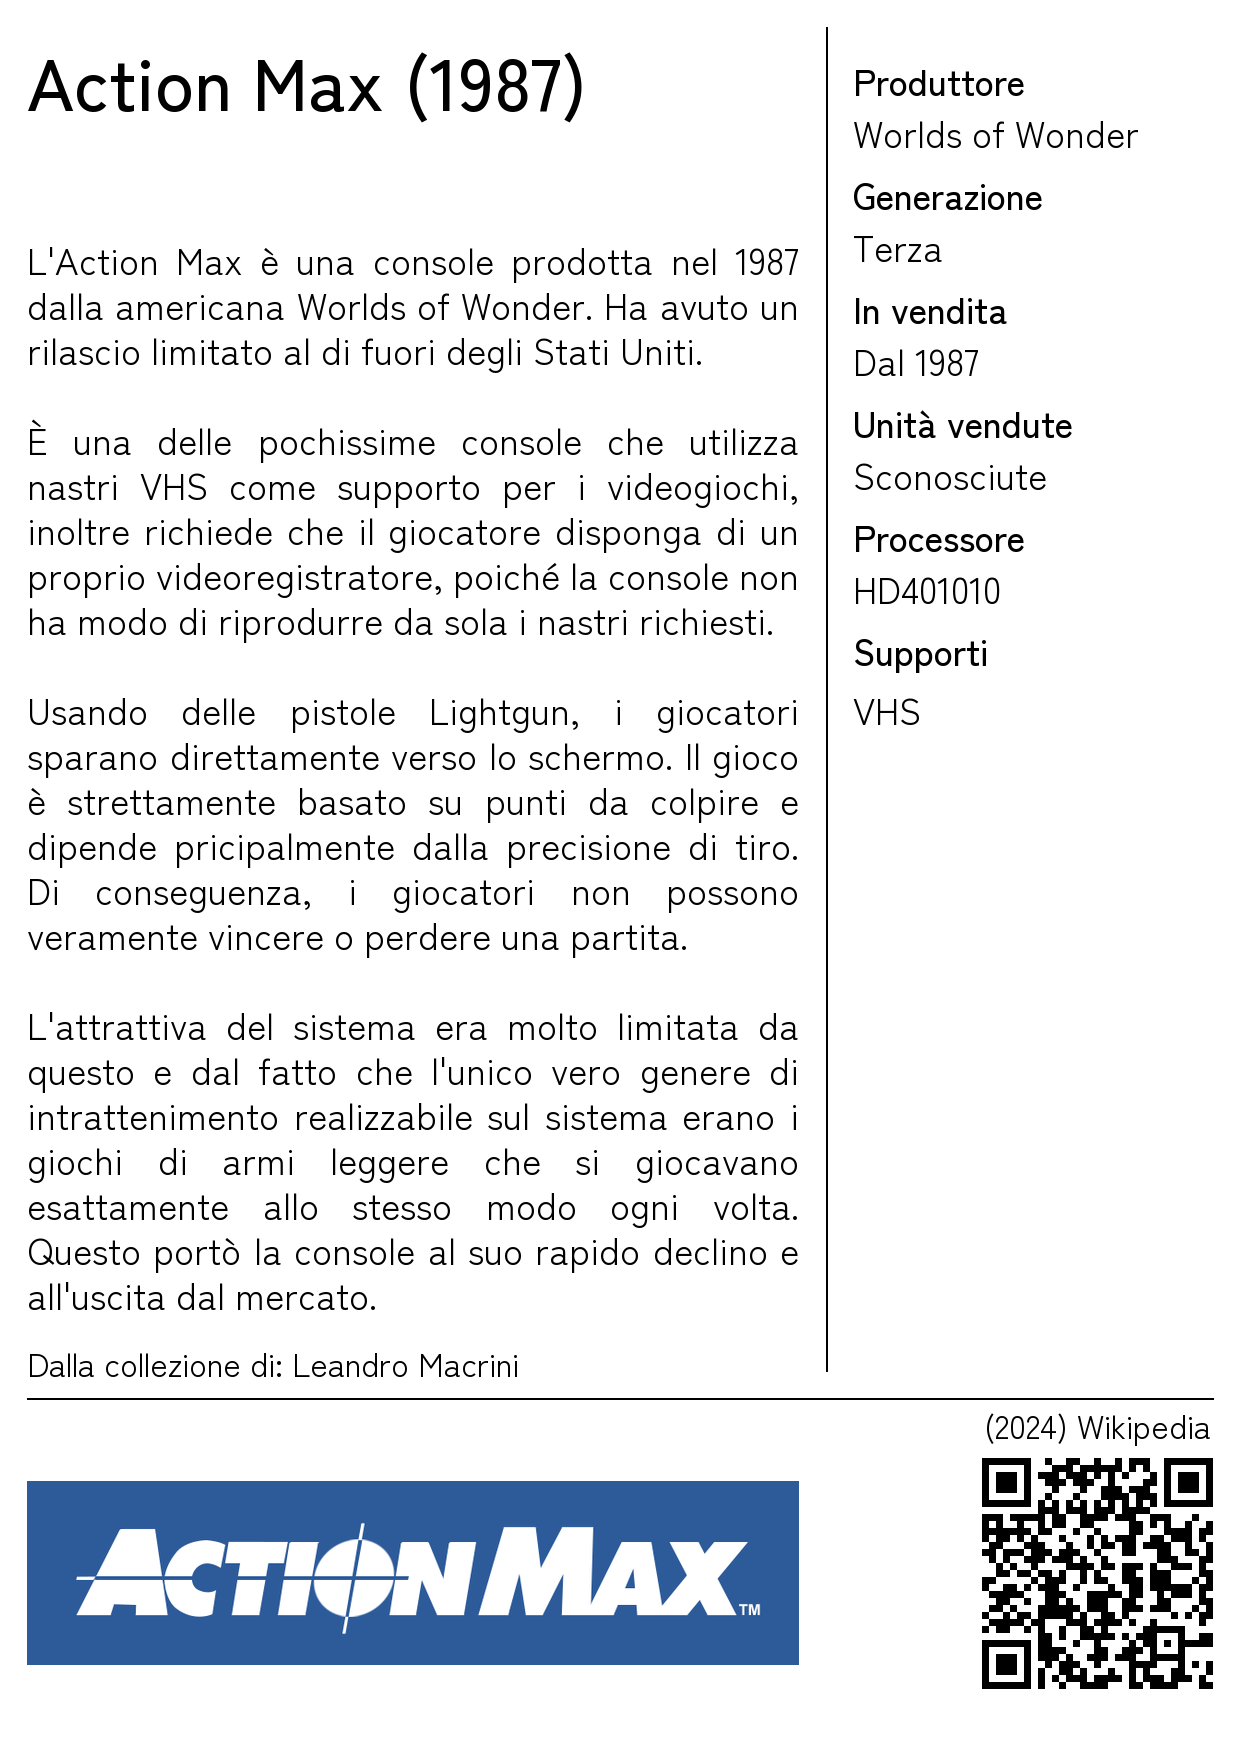 Action Max (1987)
L'Action Max è una console prodotta nel 1987
dalla americana Worlds of Wonder. Ha avuto un
rilascio limitato al di fuori degli Stati Uniti.
È una delle pochissime console che utilizza
nastri VHS come supporto per i videogiochi,
inoltre richiede che il giocatore disponga di un
proprio videoregistratore, poiché la console non
ha modo di riprodurre da sola i nastri richiesti.
Usando delle pistole Lightgun, i giocatori
sparano direttamente verso lo schermo. Il gioco
è strettamente basato su punti da colpire e
dipende pricipalmente dalla precisione di tiro.
Di conseguenza, i giocatori non possono
veramente vincere o perdere una partita.
L'attrattiva del sistema era molto limitata da
questo e dal fatto che l'unico vero genere di
intrattenimento realizzabile sul sistema erano i
giochi di armi leggere che si giocavano
esattamente allo stesso modo ogni volta.
Questo portò la console al suo rapido declino e
all'uscita dal mercato.
Dalla collezione di: Leandro Macrini
Produttore
Worlds of Wonder
Generazione
Terza
In vendita
Dal 1987
Unità vendute
Sconosciute
Processore
HD401010
Supporti
VHS
(2024) Wikipedia
ACTION MAX™